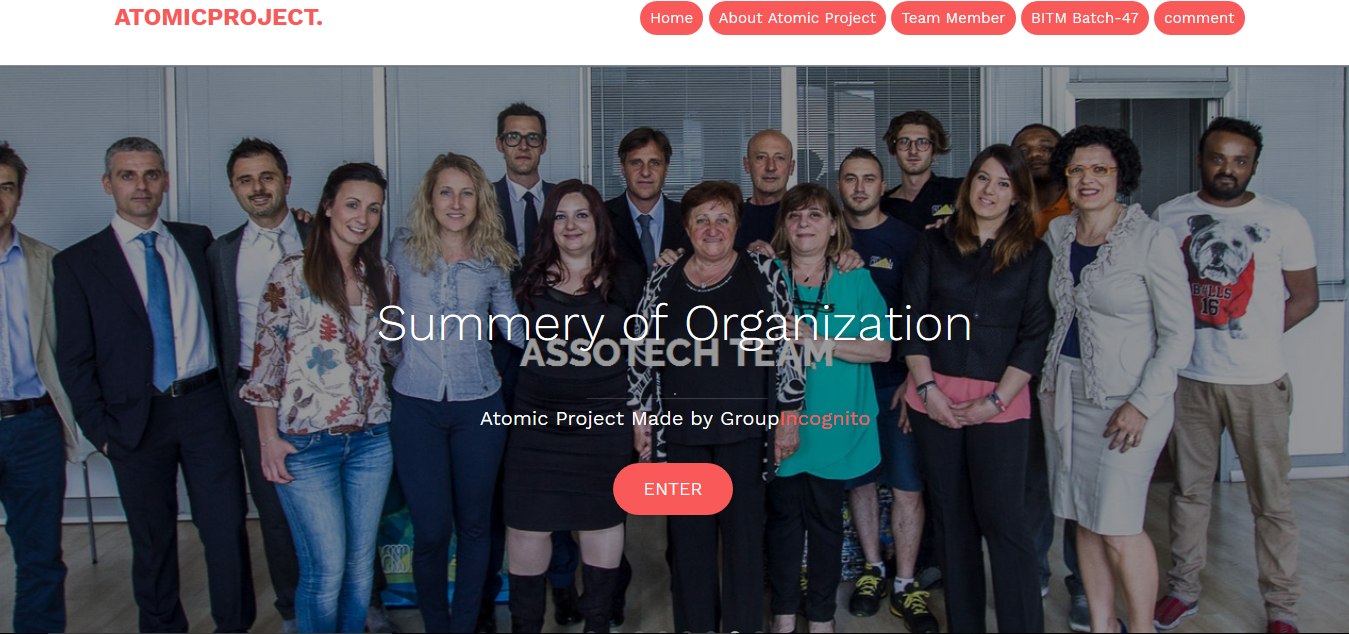 ATOMICPROJECT.
Home About Atomic Project Team Member BITM Batch-47 comment
Summery of Organization
ASSOTECH TEAM
Atomic Project Made by GroupIncognito
ENTER
BULLS
16